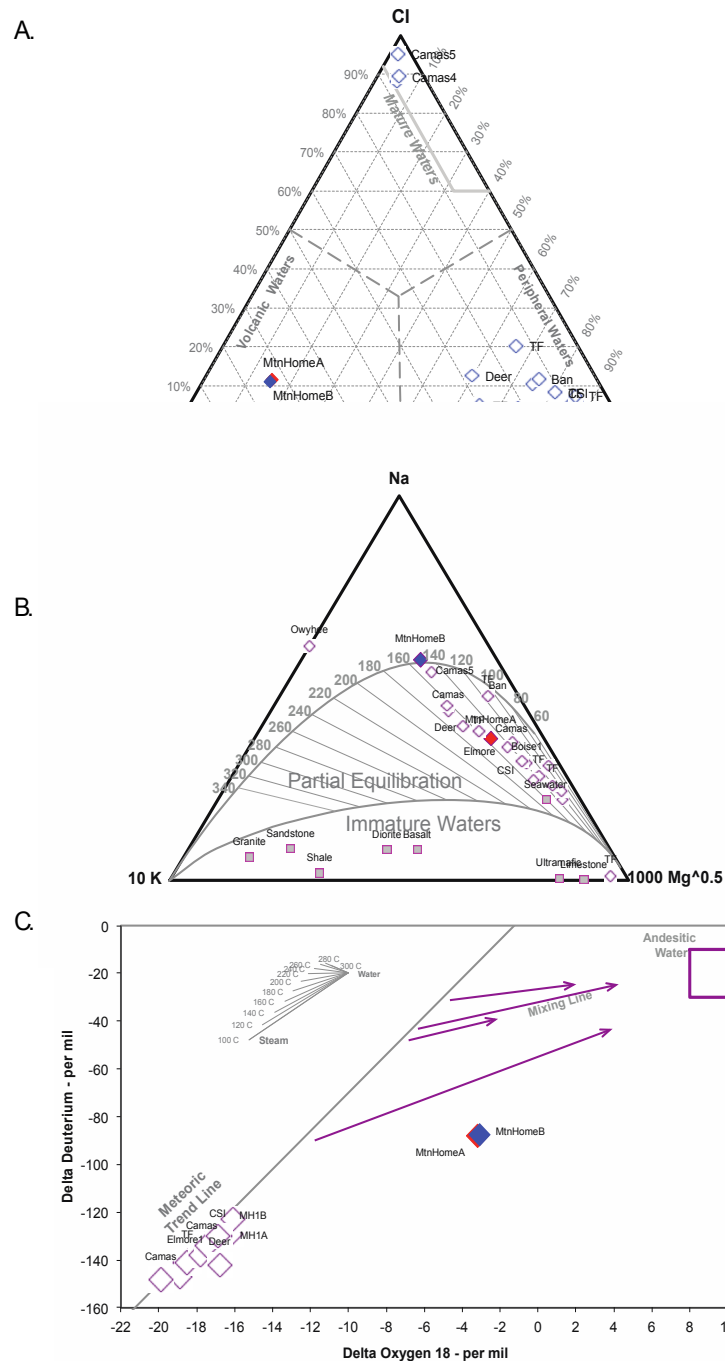 A.
Cl
Camas5
Camas4
90%
80%
70%
60%
50%
40%
30%
20%
10%
10%
20%
30%
40%
50%
60%
70%
80%
90%
Mature Waters
Volcanic Waters
Peripheral Waters
TF
MtnHomeA
MtnHomeB
Deer
Ban
CSI
TF
B.
Na
Owyhee
MtnHomeB
160
140
120
100
80
60
180
200
220
240
260
280
300
320
340
Camas5
TF
Ban
Camas
Deer
TF
MtnHomeA
Camas
Elmore
Boise1
CSI
TF
TF
Seawater
Partial Equilibration
Immature Waters
Granite
Sandstone
Shale
Diorite
Basalt
Ultramafic
Limestone
TF
10 K
1000 Mg^0.5
C.
0
-20
-40
-60
-80
-100
-120
-140
-160
Delta Deuterium - per mil
Andesitic
Water
280 C
260 C
300 C
240 C
220 C
Water
200 C
180 C
160 C
140 C
120 C
100 C
Steam
Mixing Line
MtnHomeB
MtnHomeA
Meteoric
Trend Line
CSI
MH1B
Camas
TF
MH1A
Elmore1
Deer
Camas
-22 -20 -18 -16 -14 -12 -10 -8 -6 -4 -2 0 2 4 6 8
Delta Oxygen 18 - per mil